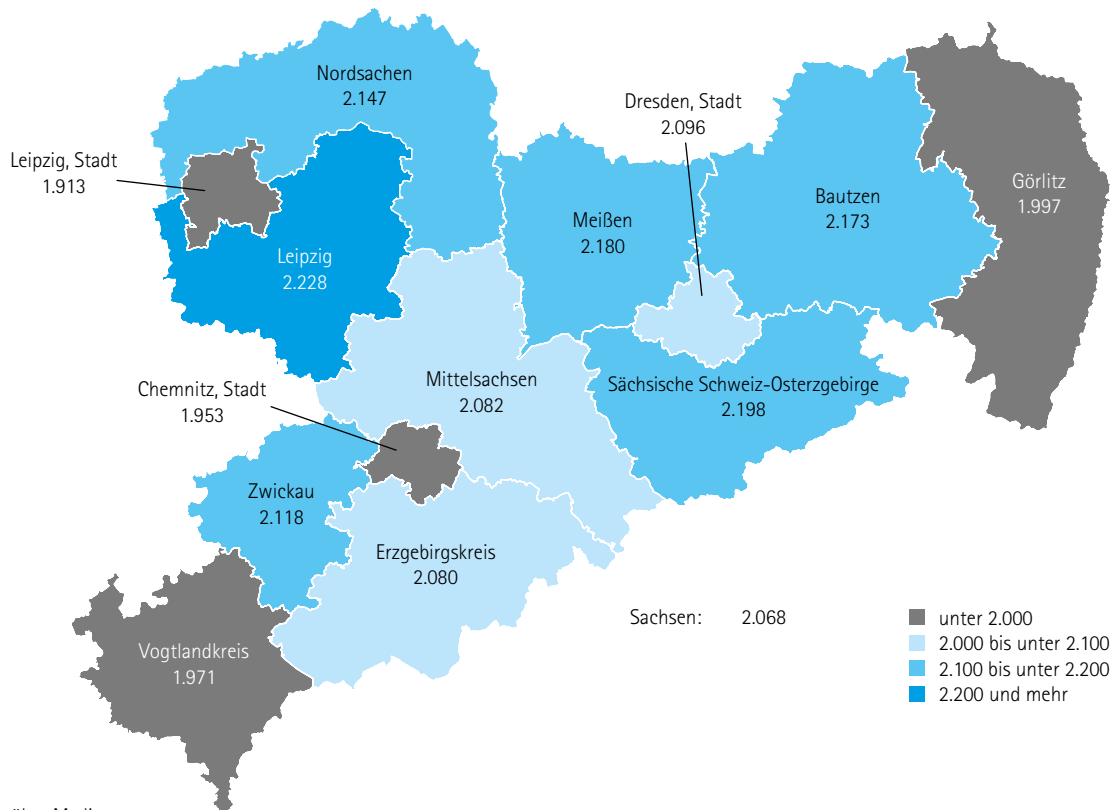 Nordsachen
2.147
Dresden, Stadt
2.096
Leipzig, Stadt
1.913
Görlitz
1.997
Bautzen
2.173
Meißen
2.180
Leipzig
2.228
Mittelsachsen
2.082
Sächsische Schweiz-Osterzgebirge
2.198
Chemnitz, Stadt
1.953
Zwickau
2.118
Erzgebirgskreis
2.080
Vogtlandkreis
1.971
Sachsen: 2.068
unter 2.000
2.000 bis unter 2.100
2.100 bis unter 2.200
2.200 und mehr